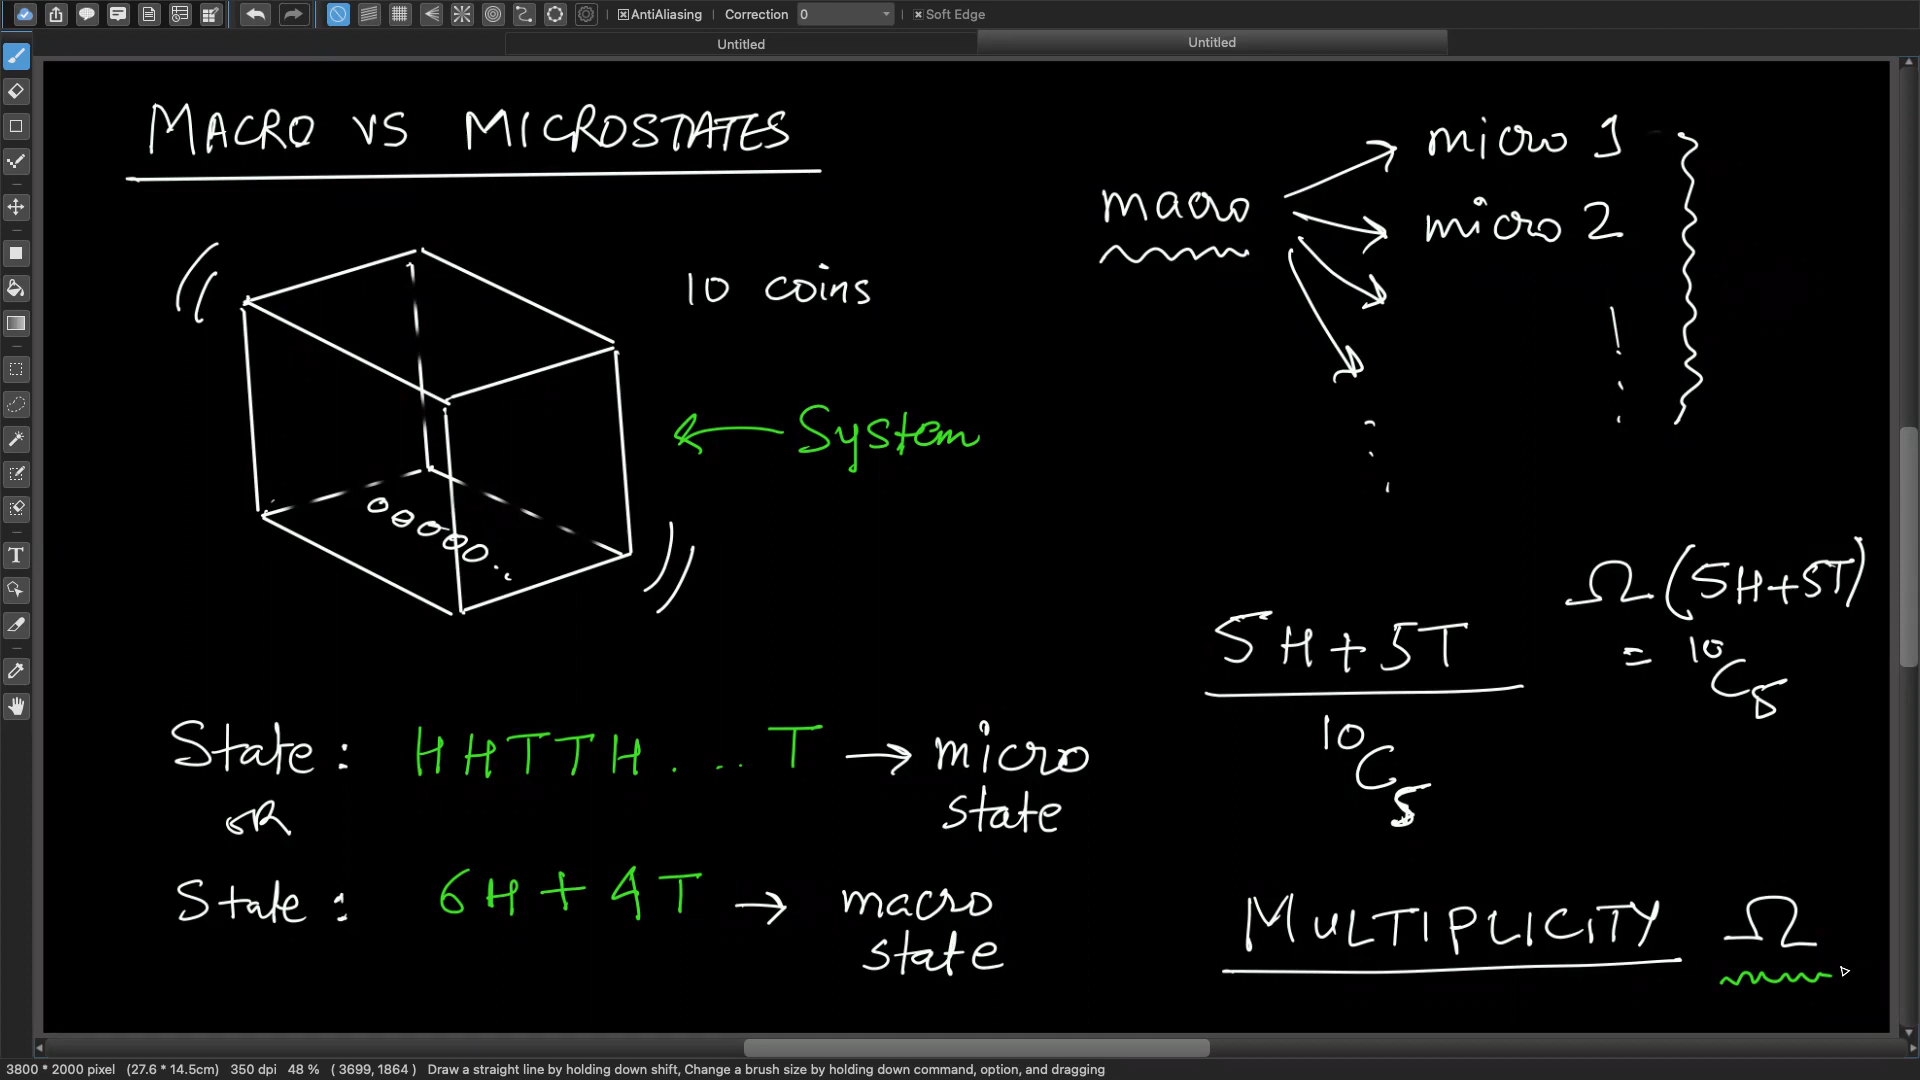 AntiAliasing Correction 0 Soft Edge
Untitled Untitled
MACRO VS MICROSTATES
10 coins
System
macro
micro 1
micro 2
State: HHTTH.... T → micro state
OR
State: 6H + 4T → macro state
5H+5T
¹⁰C₅
Ω(5H+5T)
= ¹⁰C₅
MULTIPLICITY Ω
3800 * 2000 pixel (27.6 * 14.5cm) 350 dpi 48 % ( 3699, 1864 ) Draw a straight line by holding down shift, Change a brush size by holding down command, option, and dragging